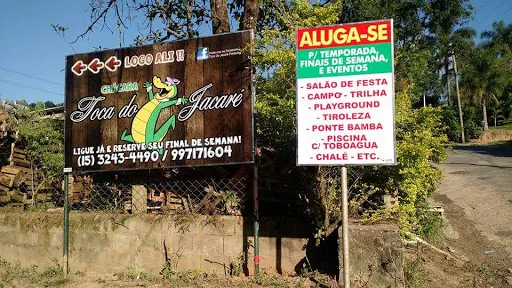 LOGO ALI !!
CHÁCARA
Toca do Jacaré
LIGUE JÁ E RESERVE SEU FINAL DE SEMANA!
(15) 3243-4490 / 997171604
ALUGA-SE
P/ TEMPORADA,
FINAIS DE SEMANA,
E EVENTOS
- SALÃO DE FESTA
- CAMPO - TRILHA
- PLAYGROUND
- TIROLEZA
- PONTE BAMBA
- PISCINA
C/ TOBOÁGUA
- CHALÉ - ETC.